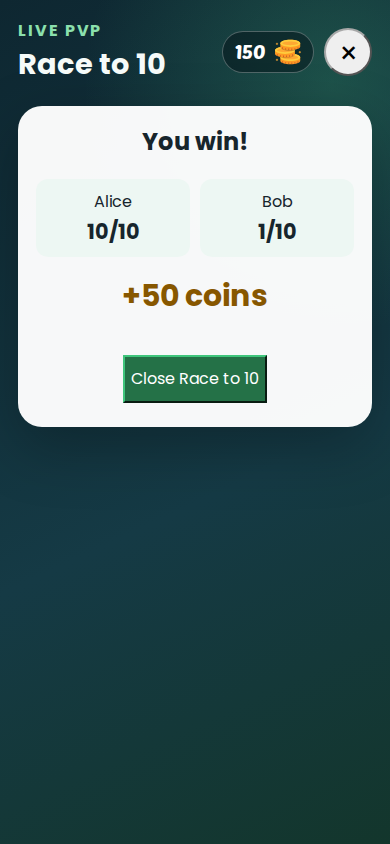 LIVE PVP
Race to 10
150
×
You win!
Alice
10/10
Bob
1/10
+50 coins
Close Race to 10